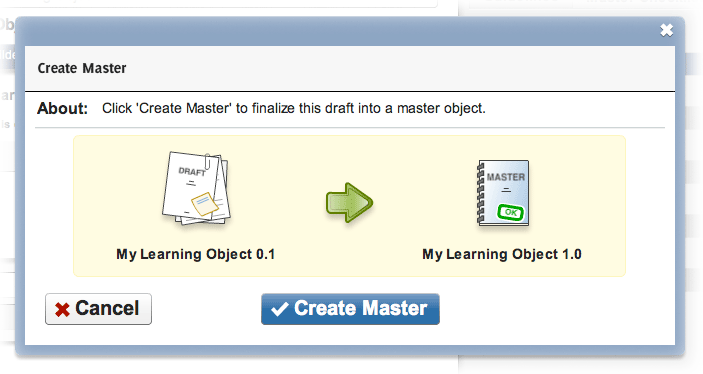 Create Master
About: Click 'Create Master' to finalize this draft into a master object.
DRAFT
MASTER
OK
My Learning Object 0.1
My Learning Object 1.0
Cancel
Create Master